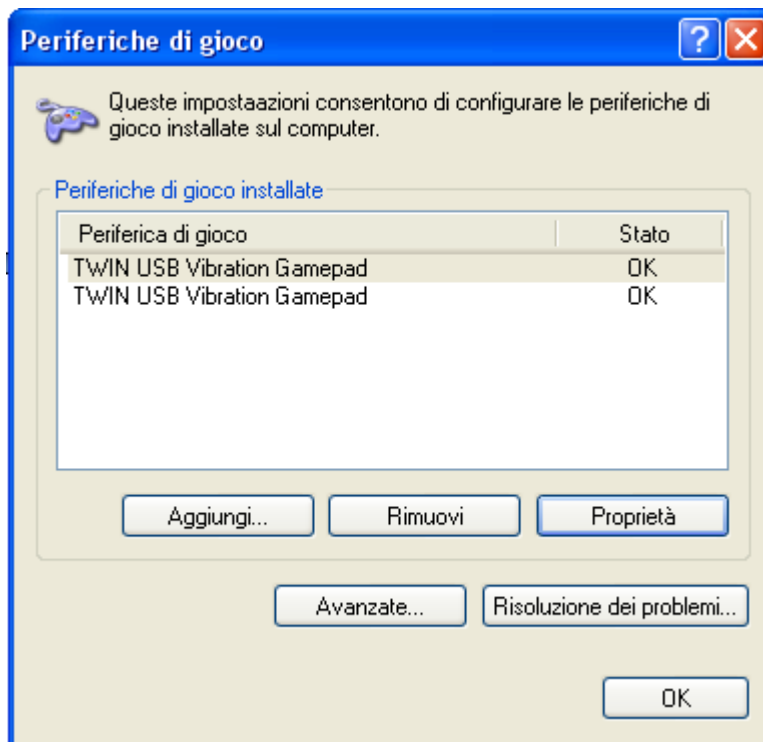 Periferiche di gioco
Queste impostaazioni consentono di configurare le periferiche di
gioco installate sul computer.
Periferiche di gioco installate
Periferica di gioco Stato
TWIN USB Vibration Gamepad OK
TWIN USB Vibration Gamepad OK
Aggiungi... Rimuovi Proprietà
Avanzate... Risoluzione dei problemi...
OK